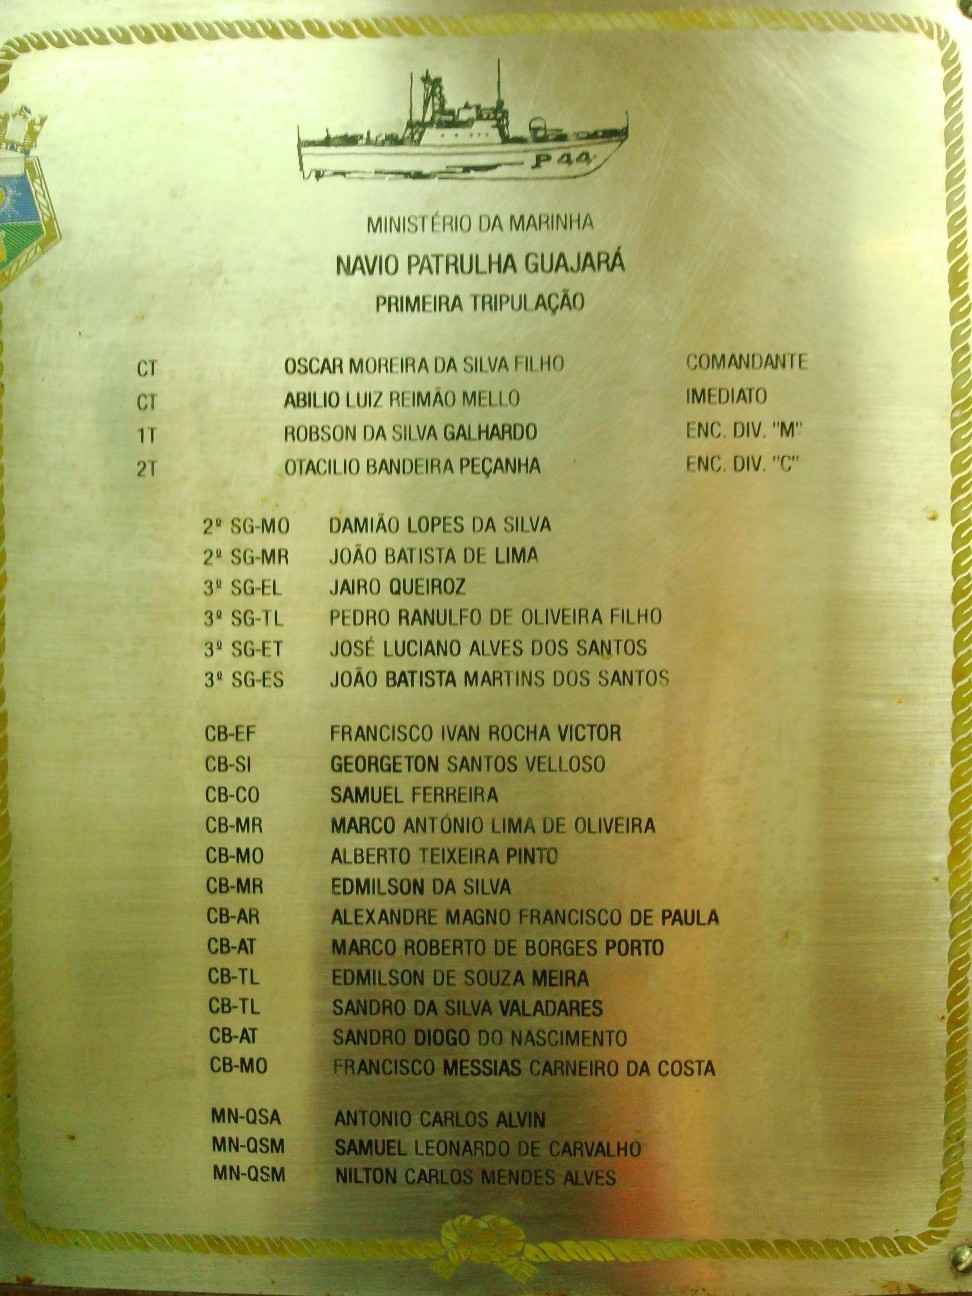 P 44
MINISTÉRIO DA MARINHA
NAVIO PATRULHA GUAJARÁ
PRIMEIRA TRIPULAÇÃO
CT OSCAR MOREIRA DA SILVA FILHO COMANDANTE
CT ABILIO LUIZ REIMÃO MELLO IMEDIATO
1T ROBSON DA SILVA GALHARDO ENC. DIV. "M"
2T OTACILIO BANDEIRA PEÇANHA ENC. DIV. "C"
2º SG-MO DAMIÃO LOPES DA SILVA
2º SG-MR JOÃO BATISTA DE LIMA
3º SG-EL JAIRO QUEIROZ
3º SG-TL PEDRO RANULFO DE OLIVEIRA FILHO
3º SG-ET JOSÉ LUCIANO ALVES DOS SANTOS
3º SG-ES JOÃO BATISTA MARTINS DOS SANTOS
CB-EF FRANCISCO IVAN ROCHA VICTOR
CB-SI GEORGETON SANTOS VELLOSO
CB-CO SAMUEL FERREIRA
CB-MR MARCO ANTÓNIO LIMA DE OLIVEIRA
CB-MO ALBERTO TEIXEIRA PINTO
CB-MR EDMILSON DA SILVA
CB-AR ALEXANDRE MAGNO FRANCISCO DE PAULA
CB-AT MARCO ROBERTO DE BORGES PORTO
CB-TL EDMILSON DE SOUZA MEIRA
CB-TL SANDRO DA SILVA VALADARES
CB-AT SANDRO DIOGO DO NASCIMENTO
CB-MO FRANCISCO MESSIAS CARNEIRO DA COSTA
MN-QSA ANTONIO CARLOS ALVIN
MN-QSM SAMUEL LEONARDO DE CARVALHO
MN-QSM NILTON CARLOS MENDES ALVES